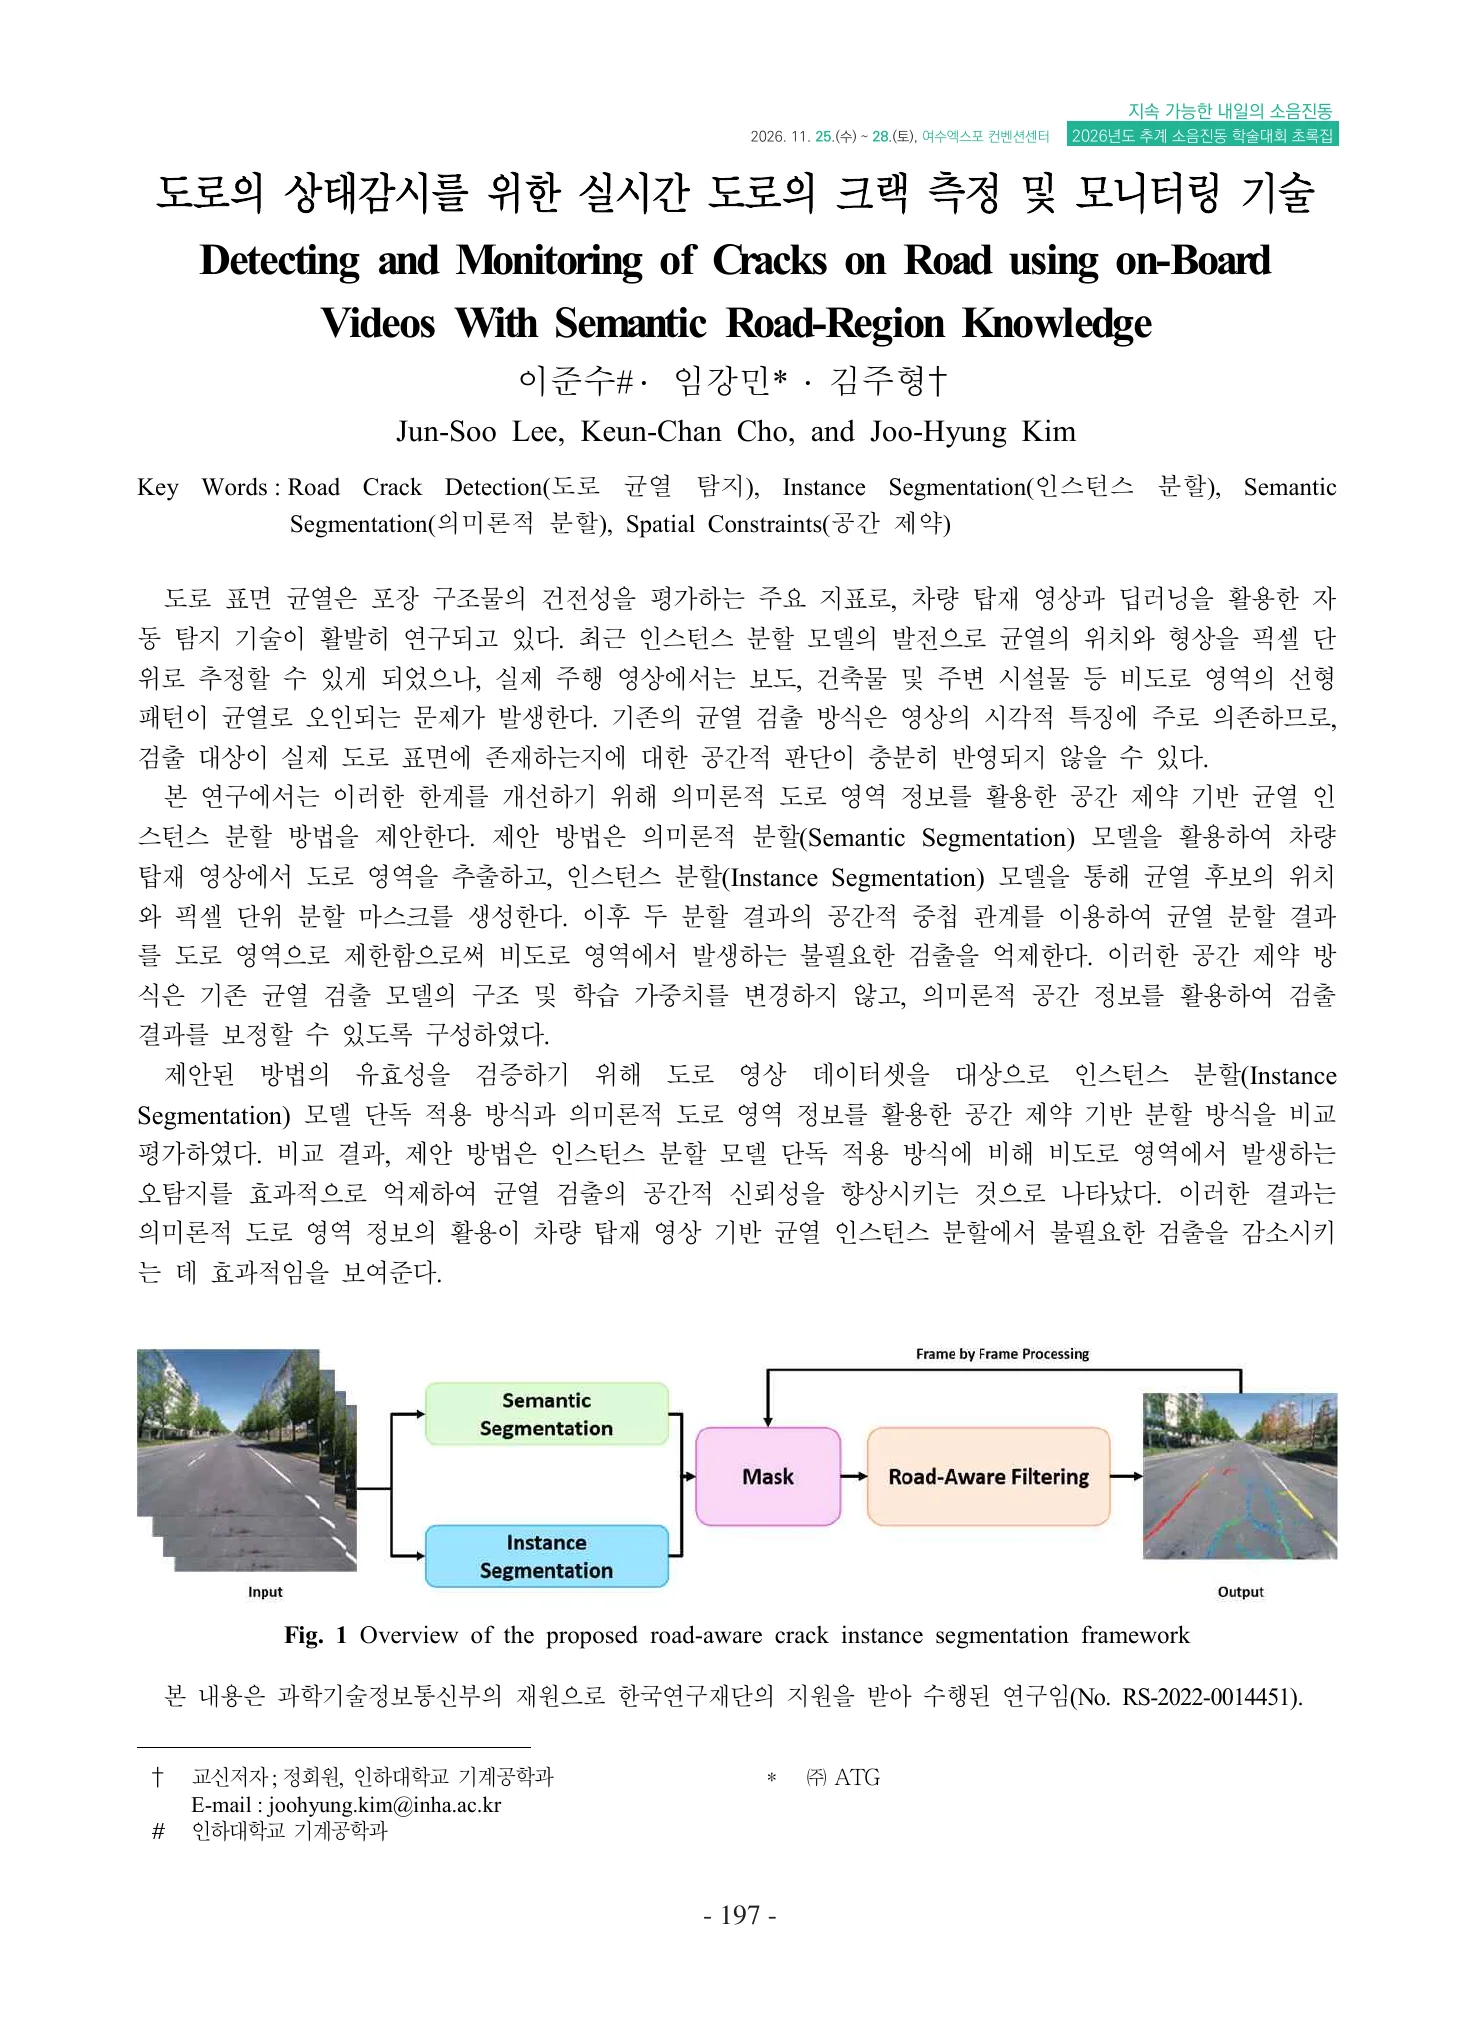 지속 가능한 내일의 소음진동
2026. 11. 25.(수) ~ 28.(토), 여수엑스포 컨벤션센터 2026년도 추계 소음진동 학술대회 초록집
도로의 상태감시를 위한 실시간 도로의 크랙 측정 및 모니터링 기술
Detecting and Monitoring of Cracks on Road using on-Board
Videos With Semantic Road-Region Knowledge
이준수#· 임강민* · 김주형†
Jun-Soo Lee, Keun-Chan Cho, and Joo-Hyung Kim
Key Words : Road Crack Detection(도로 균열 탐지), Instance Segmentation(인스턴스 분할), Semantic
Segmentation(의미론적 분할), Spatial Constraints(공간 제약)
도로 표면 균열은 포장 구조물의 건전성을 평가하는 주요 지표로, 차량 탑재 영상과 딥러닝을 활용한 자
동 탐지 기술이 활발히 연구되고 있다. 최근 인스턴스 분할 모델의 발전으로 균열의 위치와 형상을 픽셀 단
위로 추정할 수 있게 되었으나, 실제 주행 영상에서는 보도, 건축물 및 주변 시설물 등 비도로 영역의 선형
패턴이 균열로 오인되는 문제가 발생한다. 기존의 균열 검출 방식은 영상의 시각적 특징에 주로 의존하므로,
검출 대상이 실제 도로 표면에 존재하는지에 대한 공간적 판단이 충분히 반영되지 않을 수 있다.
본 연구에서는 이러한 한계를 개선하기 위해 의미론적 도로 영역 정보를 활용한 공간 제약 기반 균열 인
스턴스 분할 방법을 제안한다. 제안 방법은 의미론적 분할(Semantic Segmentation) 모델을 활용하여 차량
탑재 영상에서 도로 영역을 추출하고, 인스턴스 분할(Instance Segmentation) 모델을 통해 균열 후보의 위치
와 픽셀 단위 분할 마스크를 생성한다. 이후 두 분할 결과의 공간적 중첩 관계를 이용하여 균열 분할 결과
를 도로 영역으로 제한함으로써 비도로 영역에서 발생하는 불필요한 검출을 억제한다. 이러한 공간 제약 방
식은 기존 균열 검출 모델의 구조 및 학습 가중치를 변경하지 않고, 의미론적 공간 정보를 활용하여 검출
결과를 보정할 수 있도록 구성하였다.
제안된 방법의 유효성을 검증하기 위해 도로 영상 데이터셋을 대상으로 인스턴스 분할(Instance
Segmentation) 모델 단독 적용 방식과 의미론적 도로 영역 정보를 활용한 공간 제약 기반 분할 방식을 비교
평가하였다. 비교 결과, 제안 방법은 인스턴스 분할 모델 단독 적용 방식에 비해 비도로 영역에서 발생하는
오탐지를 효과적으로 억제하여 균열 검출의 공간적 신뢰성을 향상시키는 것으로 나타났다. 이러한 결과는
의미론적 도로 영역 정보의 활용이 차량 탑재 영상 기반 균열 인스턴스 분할에서 불필요한 검출을 감소시키
는 데 효과적임을 보여준다.
Frame by Frame Processing
Semantic
Segmentation
Mask
Road-Aware Filtering
Instance
Segmentation
Input
Output
Fig. 1 Overview of the proposed road-aware crack instance segmentation framework
본 내용은 과학기술정보통신부의 재원으로 한국연구재단의 지원을 받아 수행된 연구임(No. RS-2022-0014451).
† 교신저자; 정회원, 인하대학교 기계공학과
E-mail : joohyung.kim@inha.ac.kr
# 인하대학교 기계공학과
* ㈜ ATG
- 197 -